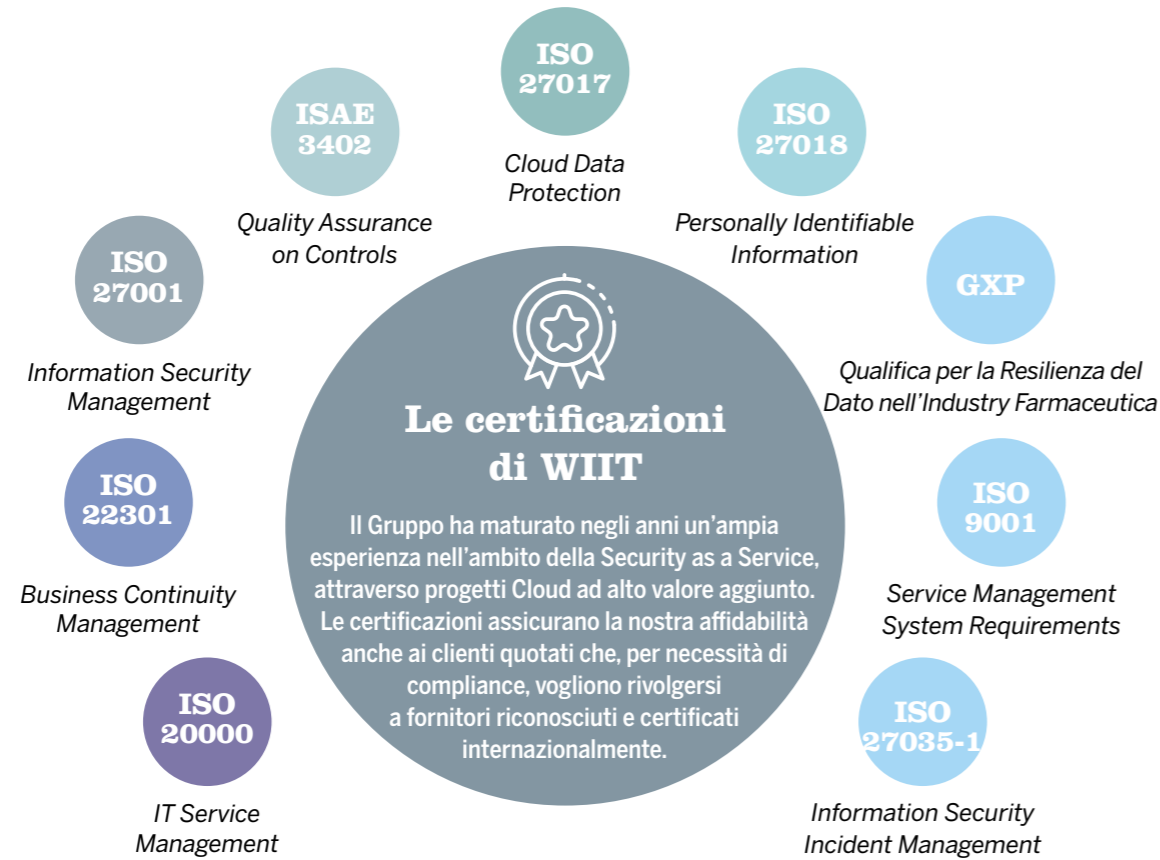 ISO
27017
Cloud Data
Protection
ISAE
3402
Quality Assurance
on Controls
ISO
27018
Personally Identifiable
Information
ISO
27001
Information Security
Management
GXP
Qualifica per la Resilienza del
Dato nell'Industry Farmaceutica
ISO
22301
Business Continuity
Management
ISO
9001
Service Management
System Requirements
ISO
20000
IT Service
Management
ISO
27035-1
Information Security
Incident Management
Le certificazioni
di WIIT
Il Gruppo ha maturato negli anni un'ampia
esperienza nell'ambito della Security as a Service,
attraverso progetti Cloud ad alto valore aggiunto.
Le certificazioni assicurano la nostra affidabilità
anche ai clienti quotati che, per necessità di
compliance, vogliono rivolgersi
a fornitori riconosciuti e certificati
internazionalmente.